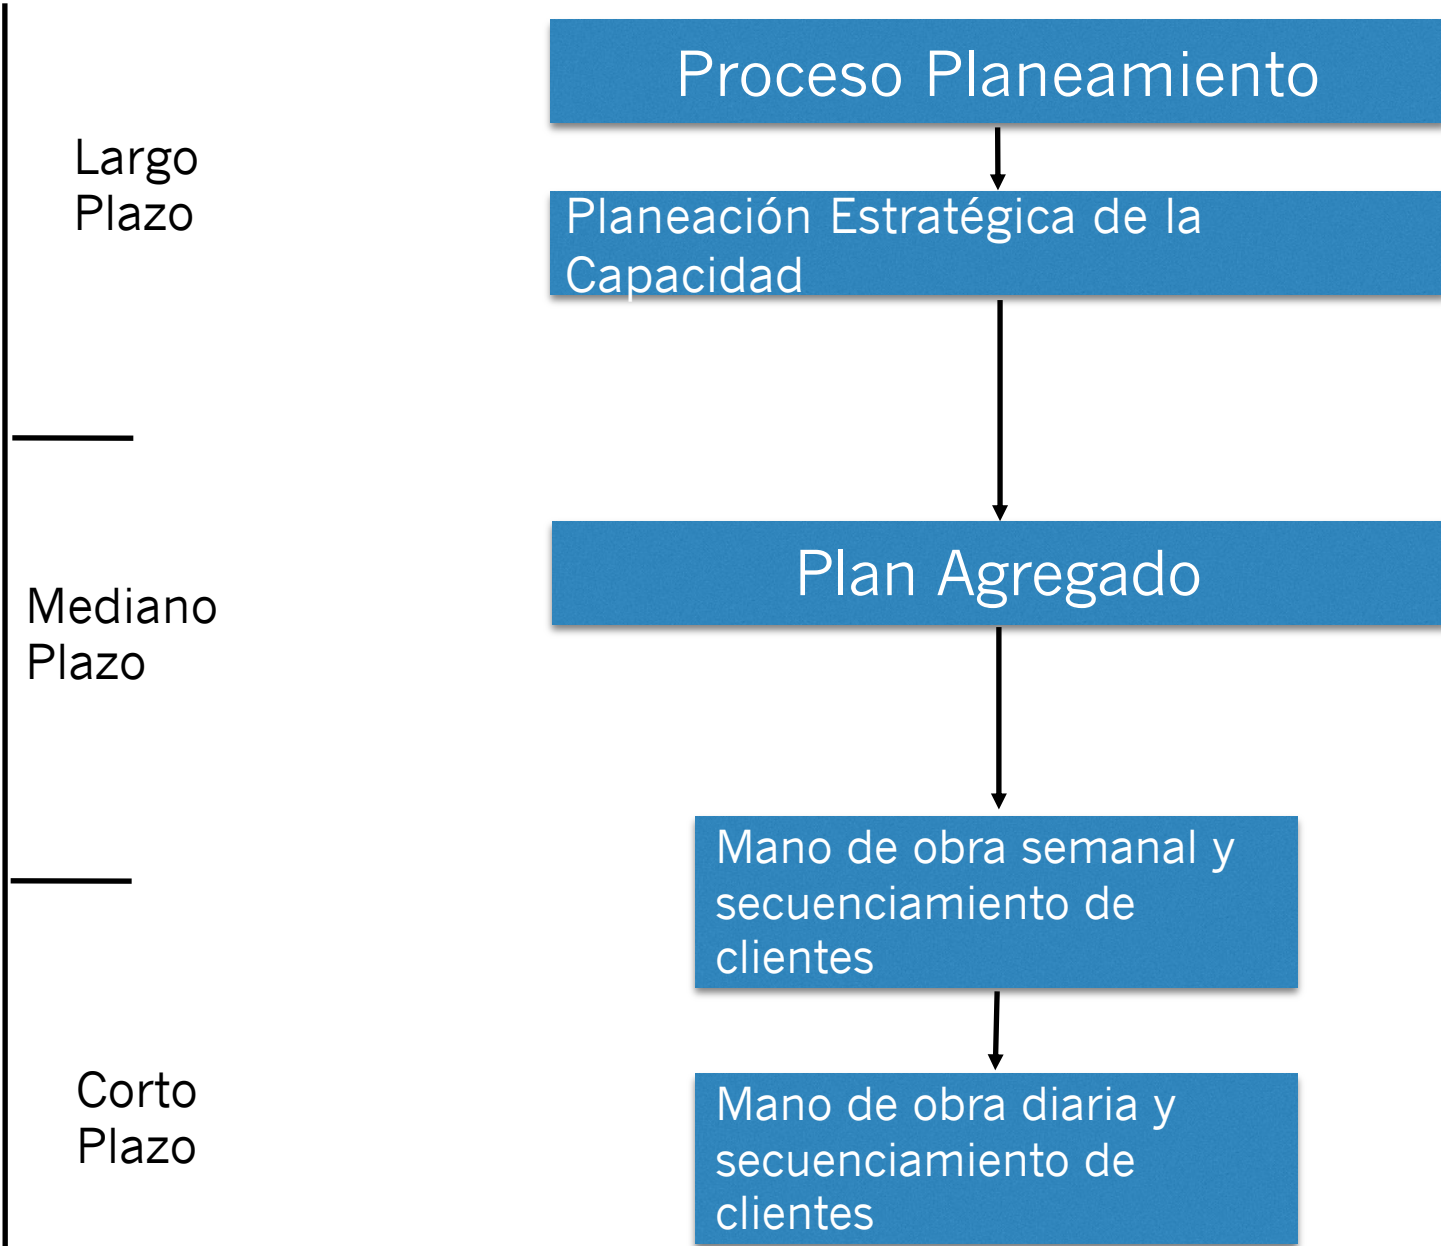 Proceso Planeamiento
Largo
Plazo
Planeación Estratégica de la
Capacidad
Plan Agregado
Mediano
Plazo
Mano de obra semanal y
secuenciamiento de
clientes
Corto
Plazo
Mano de obra diaria y
secuenciamiento de
clientes